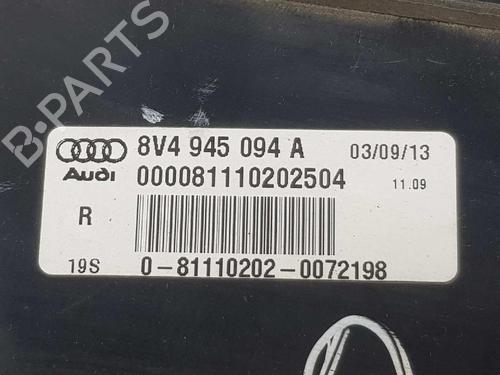 B-PARTS
8V4 945 094 A 03/09/13
Audi 000081110202504 11.09
R
19S 0-81110202-0072198